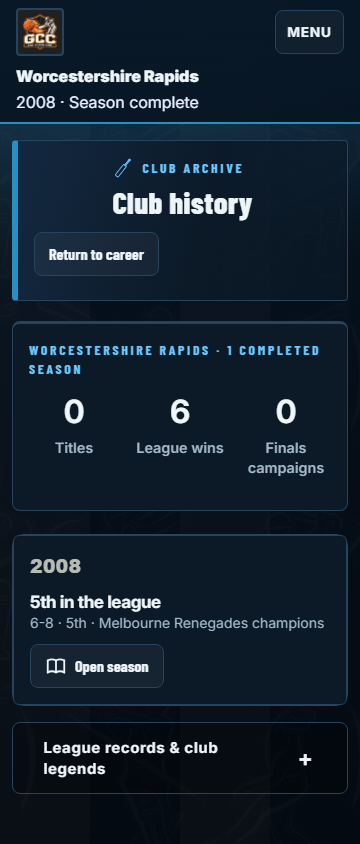 GCC
MENU
Worcestershire Rapids
2008 · Season complete
CLUB ARCHIVE
Club history
Return to career
WORCESTERSHIRE RAPIDS · 1 COMPLETED
SEASON
0
Titles
6
League wins
0
Finals
campaigns
2008
5th in the league
6-8 · 5th · Melbourne Renegades champions
Open season
League records & club
legends
+